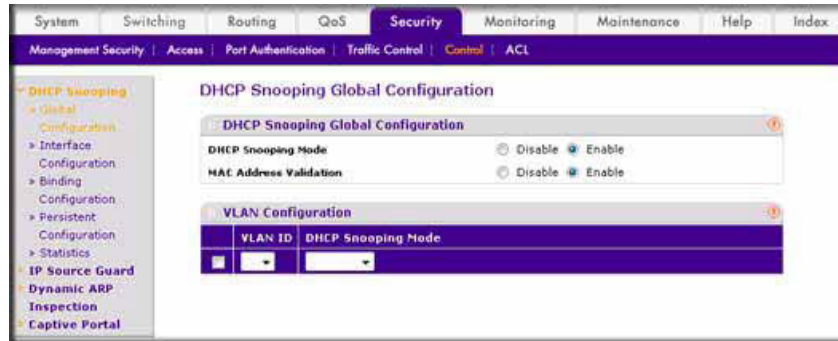 System Switching Routing QoS Security Monitoring Maintenance Help Index
Management Security | Access | Port Authentication | Traffic Control | Control | ACL
DHCP Snooping
» Global
Configuration
» Interface
Configuration
» Binding
Configuration
» Persistent
Configuration
» Statistics
IP Source Guard
Dynamic ARP
Inspection
Captive Portal
DHCP Snooping Global Configuration
DHCP Snooping Global Configuration
DHCP Snooping Mode Disable Enable
MAC Address Validation Disable Enable
VLAN Configuration
VLAN ID DHCP Snooping Mode